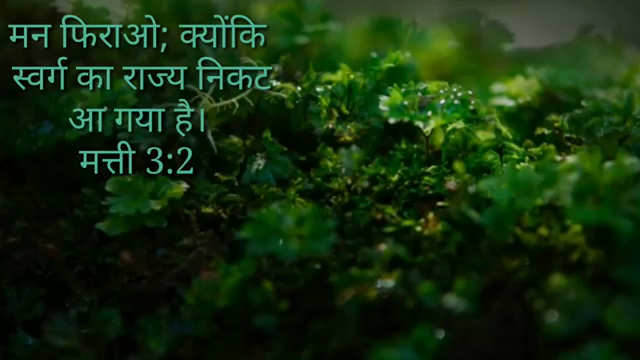 मन फिराओ; क्योंकि
स्वर्ग का राज्य निकट
आ गया है।
मत्ती 3:2